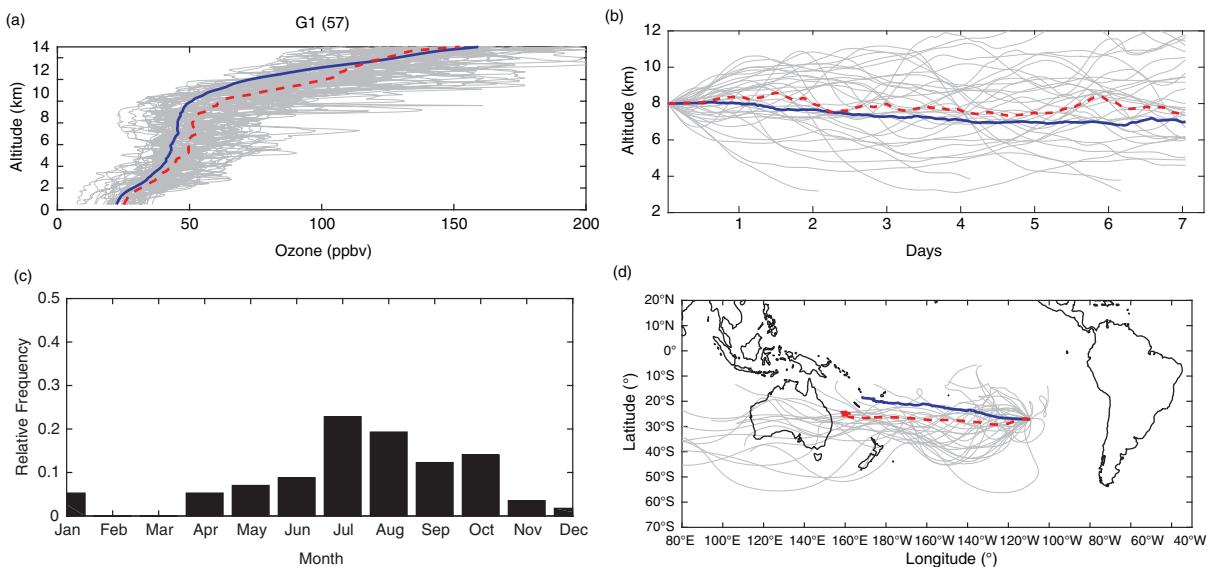 (a)
G1 (57)
14
12
10
8
6
4
2
0
Altitude (km)
0 50 100 150 200
Ozone (ppbv)
(b)
12
10
8
6
4
2
Altitude (km)
1 2 3 4 5 6 7
Days
(c)
0.5
0.4
0.3
0.2
0.1
0
Relative Frequency
Jan Feb Mar Apr May Jun Jul Aug Sep Oct Nov Dec
Month
(d)
20°N
10°N
0°
10°S
20°S
30°S
40°S
50°S
60°S
70°S
Latitude (°)
80°E 100°E 120°E 140°E 160°E 180°W 160°W 140°W 120°W 100°W 80°W 60°W 40°W
Longitude (°)